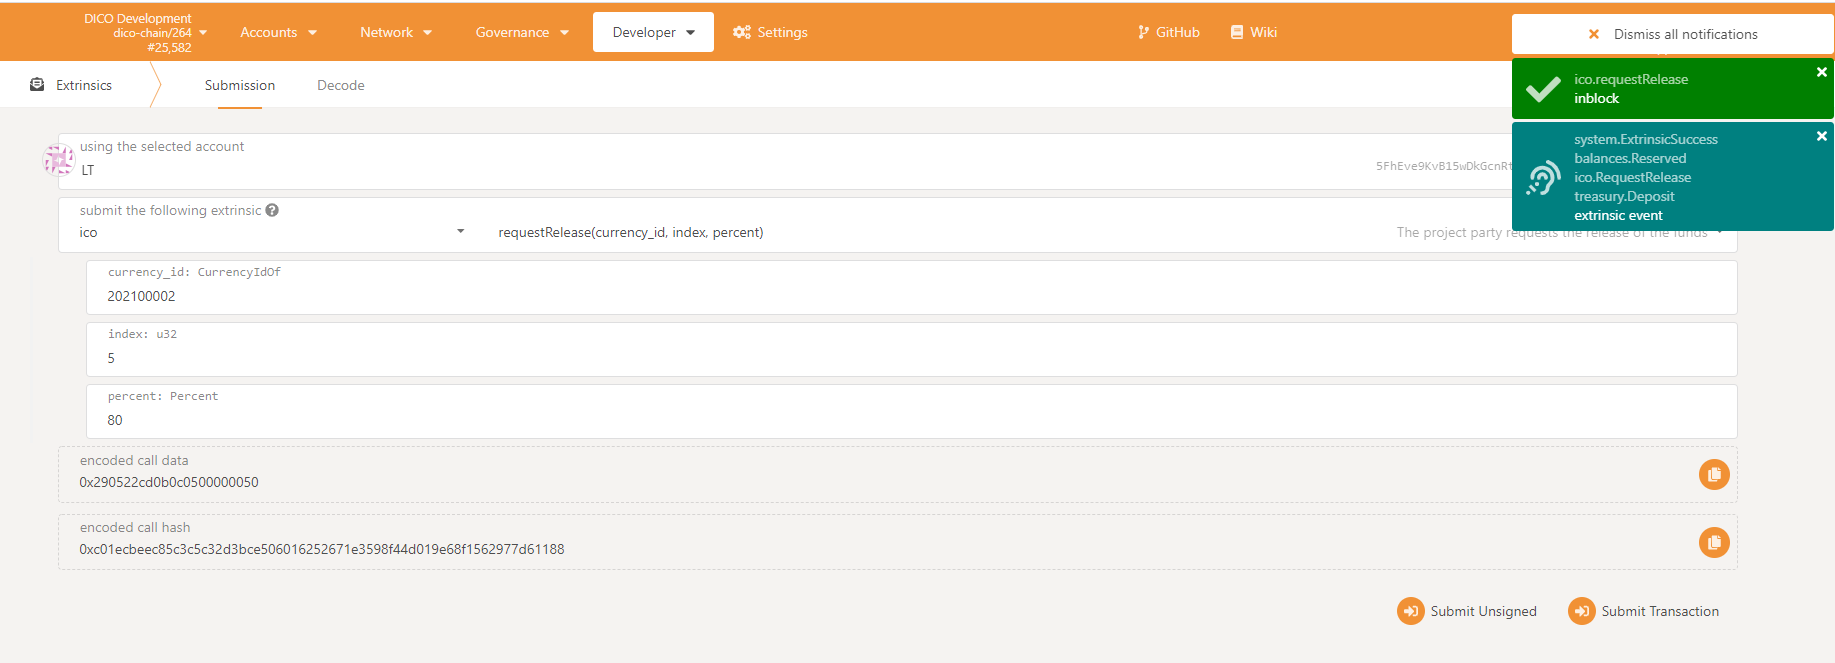 DICO Development
dico-chain/264
#25,582
Accounts
Network
Governance
Developer
Settings
GitHub
Wiki
Dismiss all notifications
ico.requestRelease
inblock
system.ExtrinsicSuccess
balances.Reserved
ico.RequestRelease
treasury.Deposit
extrinsic event
Extrinsics
Submission
Decode
using the selected account
LT
5FhEve9KvB15wDkGcnRt
submit the following extrinsic
ico
requestRelease(currency_id, index, percent)
The project party requests the release of the funds
currency_id: CurrencyIdOf
202100002
index: u32
5
percent: Percent
80
encoded call data
0x290522cd0b0c0500000050
encoded call hash
0xc01ecbeec85c3c5c32d3bce506016252671e3598f44d019e68f1562977d61188
Submit Unsigned
Submit Transaction